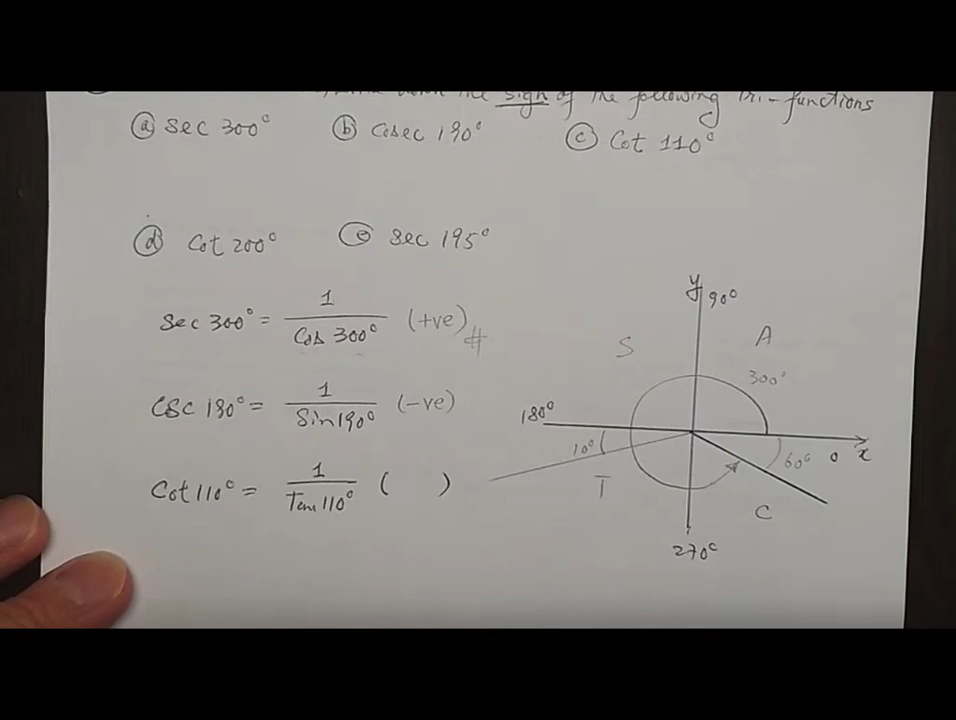 down the sign of the following tri-functions
(a) sec 300° (b) Cosec 190° (c) Cot 110°
(d) Cot 200° (e) sec 195°
sec 300° = 1 / Cos 300° (+ve) #
csc 190° = 1 / Sin 190° (-ve)
Cot 110° = 1 / Tan 110° ( )
y 90°
S A
300°
180°
10° 60° 0 x
T C
270°